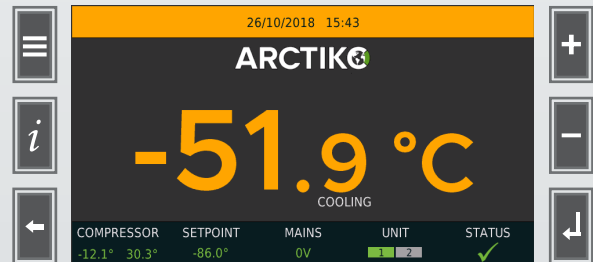 26/10/2018 15:43
ARCTIKO
-51.9 °C
COOLING
COMPRESSOR SETPOINT MAINS UNIT STATUS
-12.1° 30.3° -86.0° 0V 1 2
i